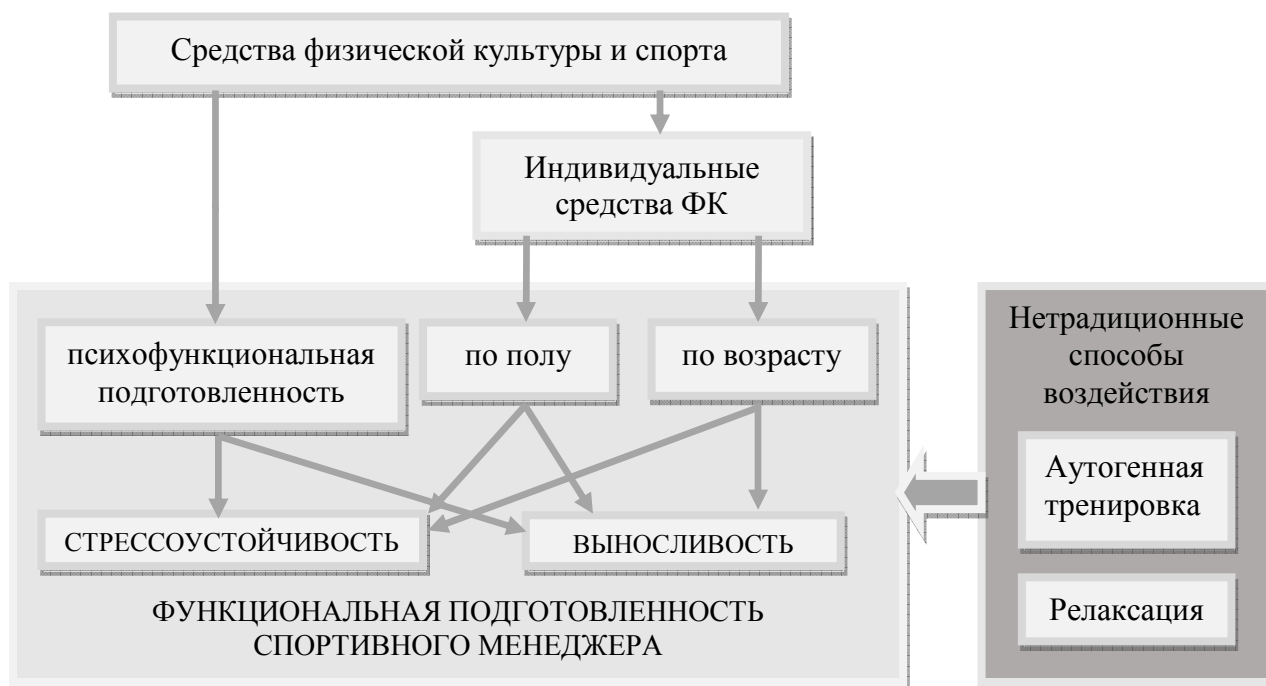 Средства физической культуры и спорта
Индивидуальные
средства ФК
психофункциональная
подготовленность
по полу
по возрасту
СТРЕССОУСТОЙЧИВОСТЬ
ВЫНОСЛИВОСТЬ
ФУНКЦИОНАЛЬНАЯ ПОДГОТОВЛЕННОСТЬ
СПОРТИВНОГО МЕНЕДЖЕРА
Нетрадиционные
способы
воздействия
Аутогенная
тренировка
Релаксация